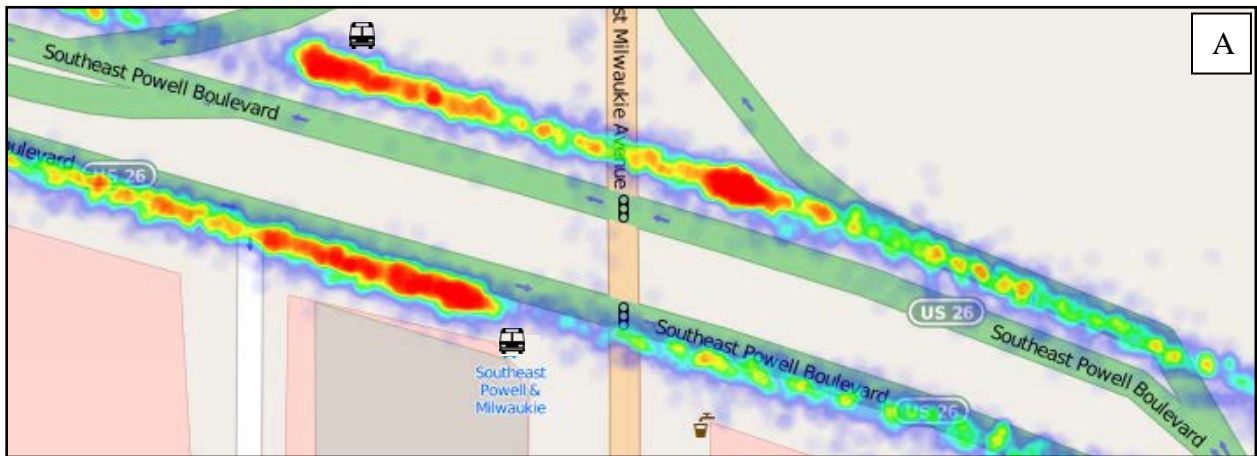 A
Southeast Powell Boulevard
st Milwaukie Avenue
oulevard
US 26
US 26
Southeast Powell Boulevard
Southeast Powell Boulevard
US 26
Southeast
Powell &
Milwaukie